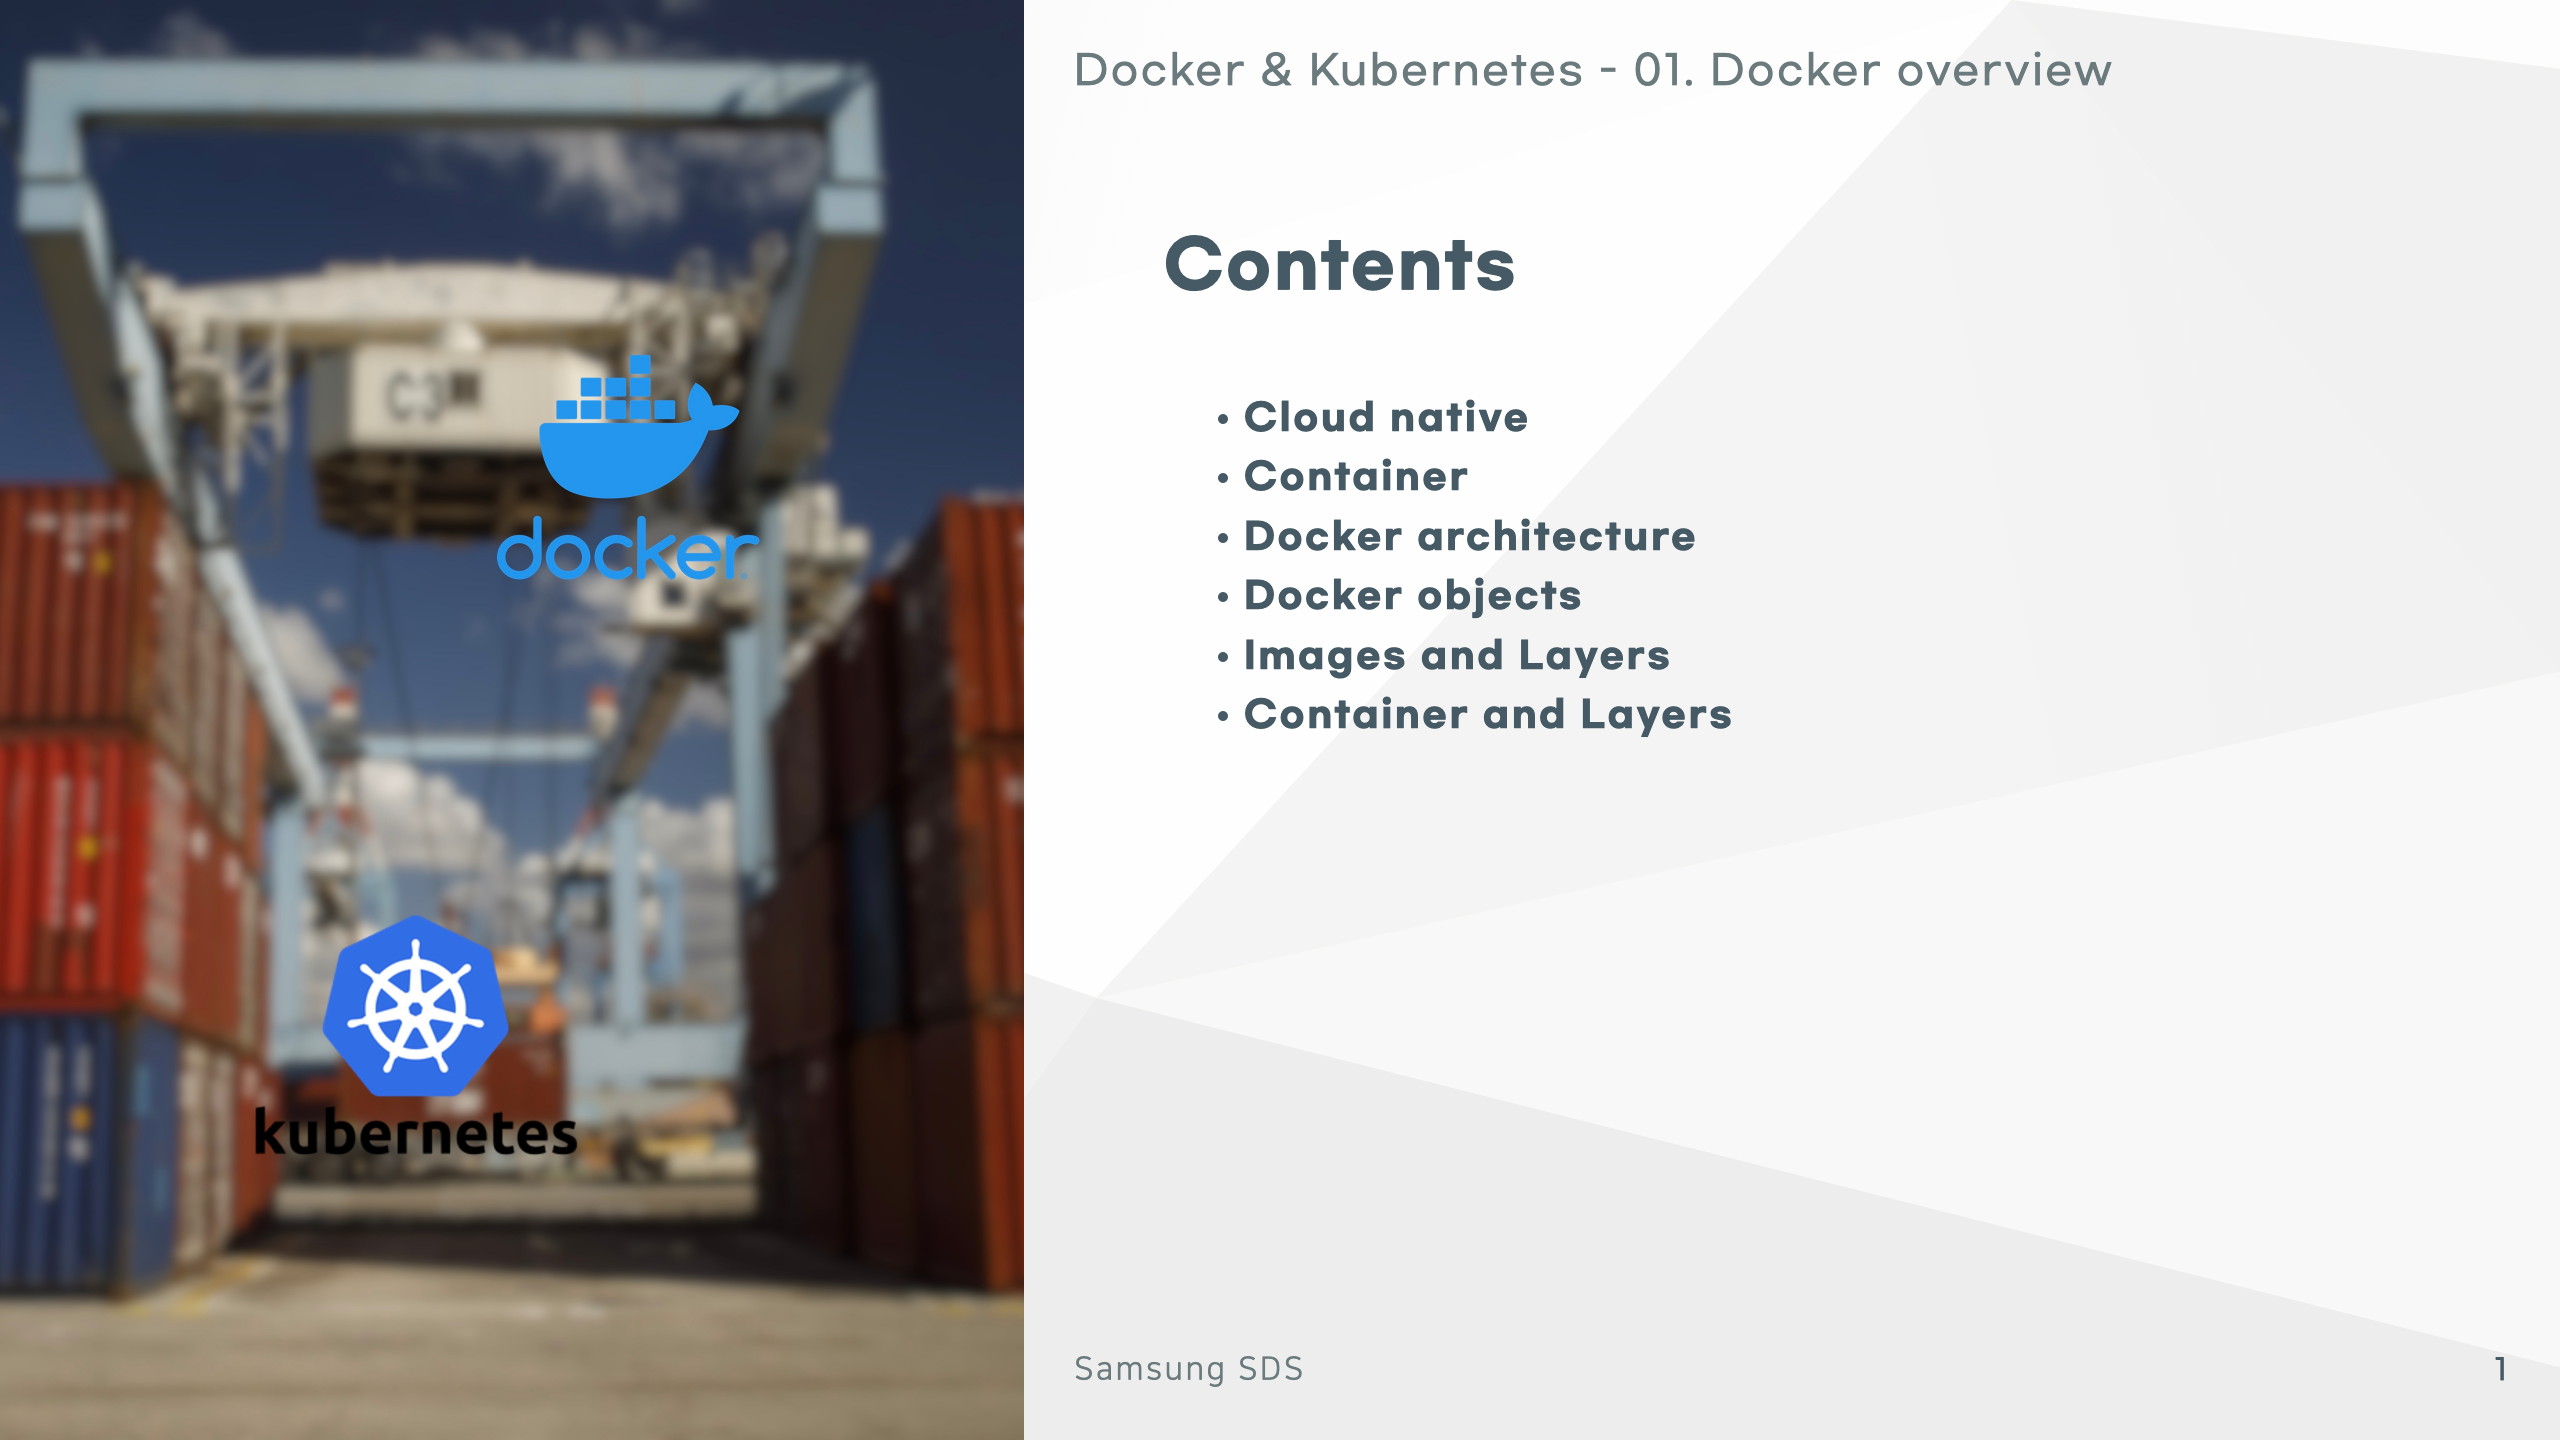 Docker & Kubernetes - 01. Docker overview
Contents
• Cloud native
• Container
• Docker architecture
• Docker objects
• Images and Layers
• Container and Layers
C3
docker
kubernetes
Samsung SDS
1